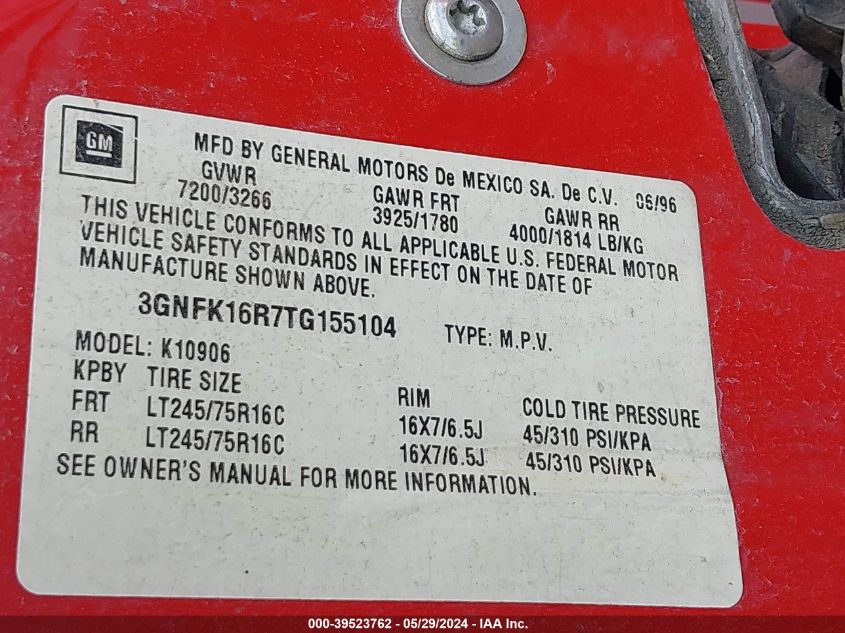 GM
MFD BY GENERAL MOTORS De MEXICO SA. De C.V. 06/96
GVWR GAWR FRT GAWR RR
7200/3266 3925/1780 4000/1814 LB/KG
THIS VEHICLE CONFORMS TO ALL APPLICABLE U.S. FEDERAL MOTOR
VEHICLE SAFETY STANDARDS IN EFFECT ON THE DATE OF
MANUFACTURE SHOWN ABOVE.
3GNFK16R7TG155104 TYPE: M.P.V.
MODEL: K10906
KPBY TIRE SIZE RIM COLD TIRE PRESSURE
FRT LT245/75R16C 16X7/6.5J 45/310 PSI/KPA
RR LT245/75R16C 16X7/6.5J 45/310 PSI/KPA
SEE OWNER'S MANUAL FOR MORE INFORMATION.
000-39523762 - 05/29/2024 - IAA Inc.